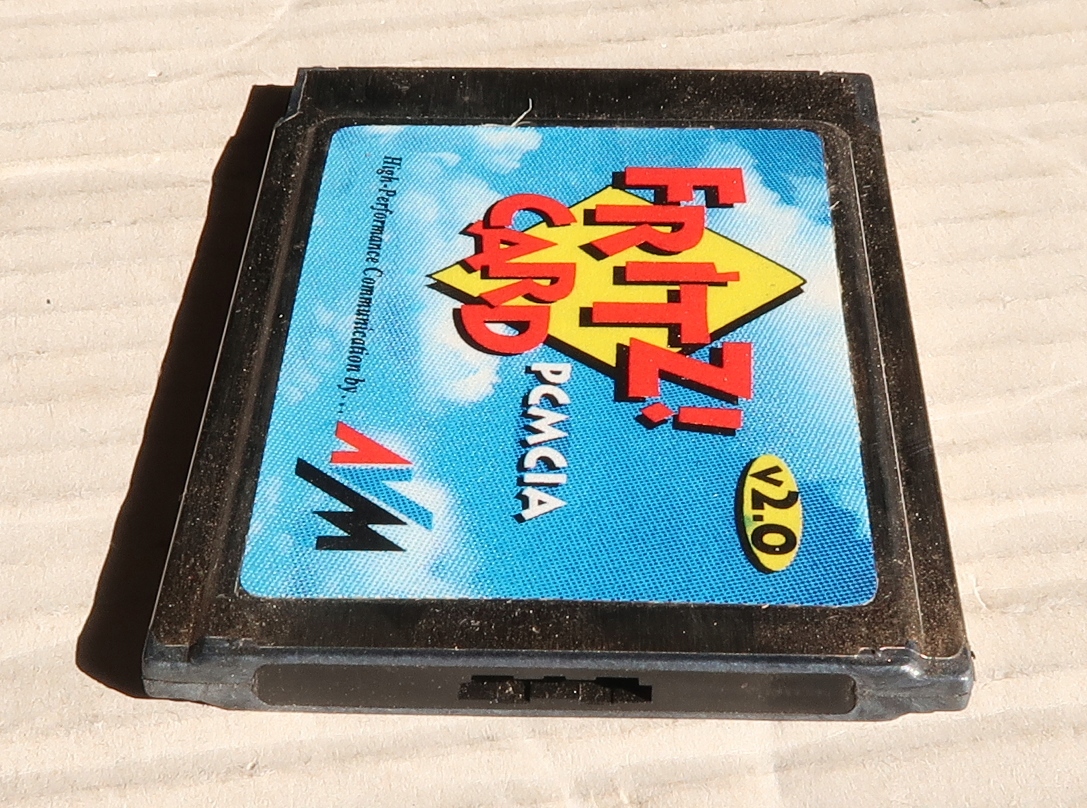 FRITZ!
CARD PCMCIA
v2.0
High-Performance Communication by...
AVM